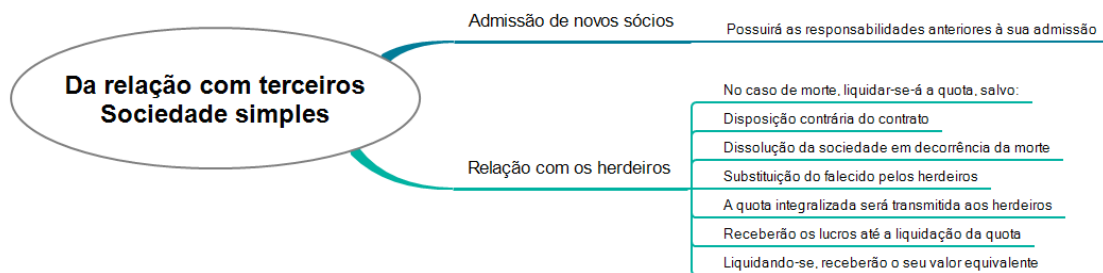 Da relação com terceiros
Sociedade simples
Admissão de novos sócios
Possuirá as responsabilidades anteriores à sua admissão
Relação com os herdeiros
No caso de morte, liquidar-se-á a quota, salvo:
Disposição contrária do contrato
Dissolução da sociedade em decorrência da morte
Substituição do falecido pelos herdeiros
A quota integralizada será transmitida aos herdeiros
Receberão os lucros até a liquidação da quota
Liquidando-se, receberão o seu valor equivalente